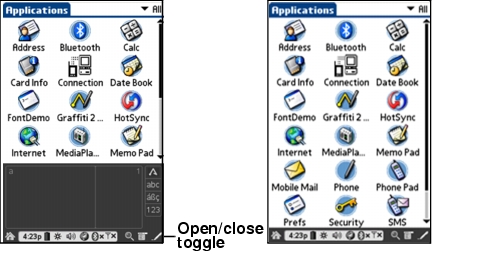 Applications All
Address Bluetooth Calc
Card Info Connection Date Book
FontDemo Graffiti 2 ... HotSync
Internet MediaPla... Memo Pad
a 1
abc
áßç
123
4:23p
Open/close
toggle
Applications All
Address Bluetooth Calc
Card Info Connection Date Book
FontDemo Graffiti 2 ... HotSync
Internet MediaPla... Memo Pad
Mobile Mail Phone Phone Pad
Prefs Security SMS
4:23p